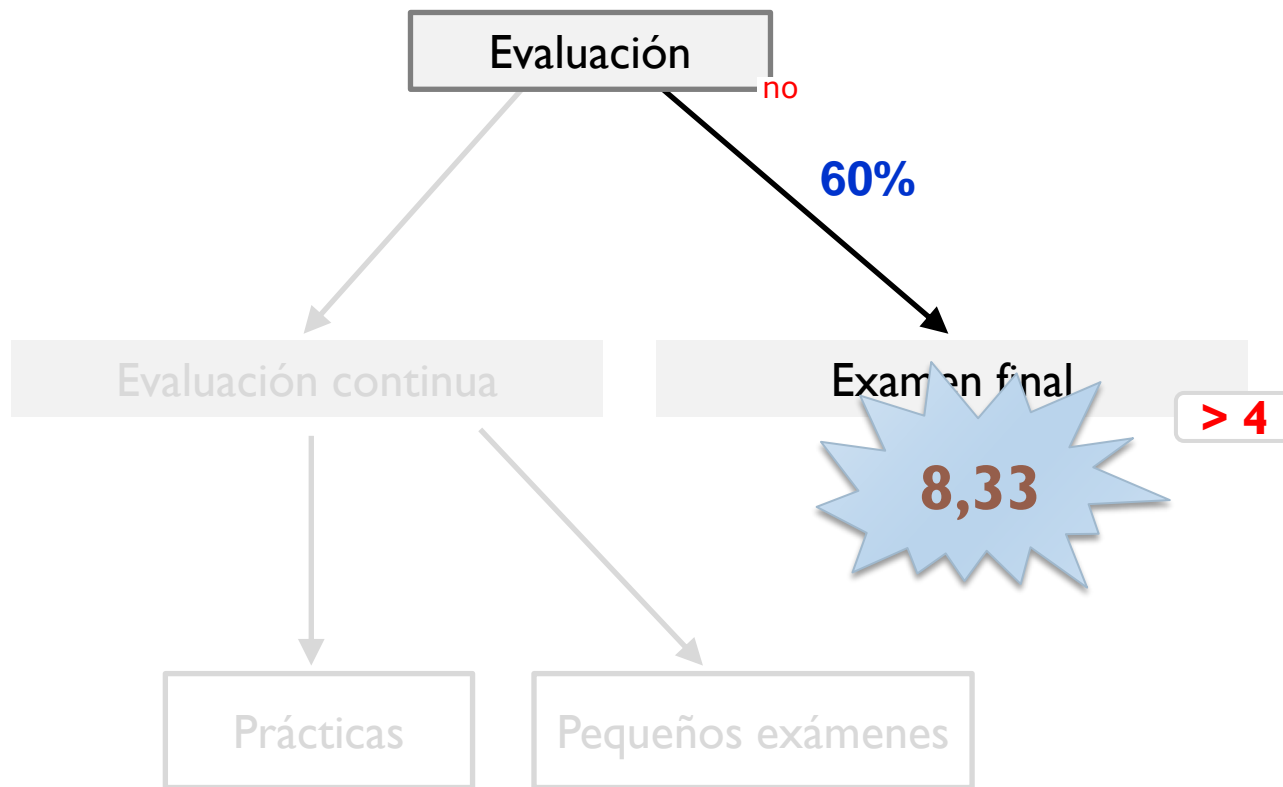 Evaluación
no
60%
Evaluación continua
Examen final
> 4
8,33
Prácticas
Pequeños exámenes